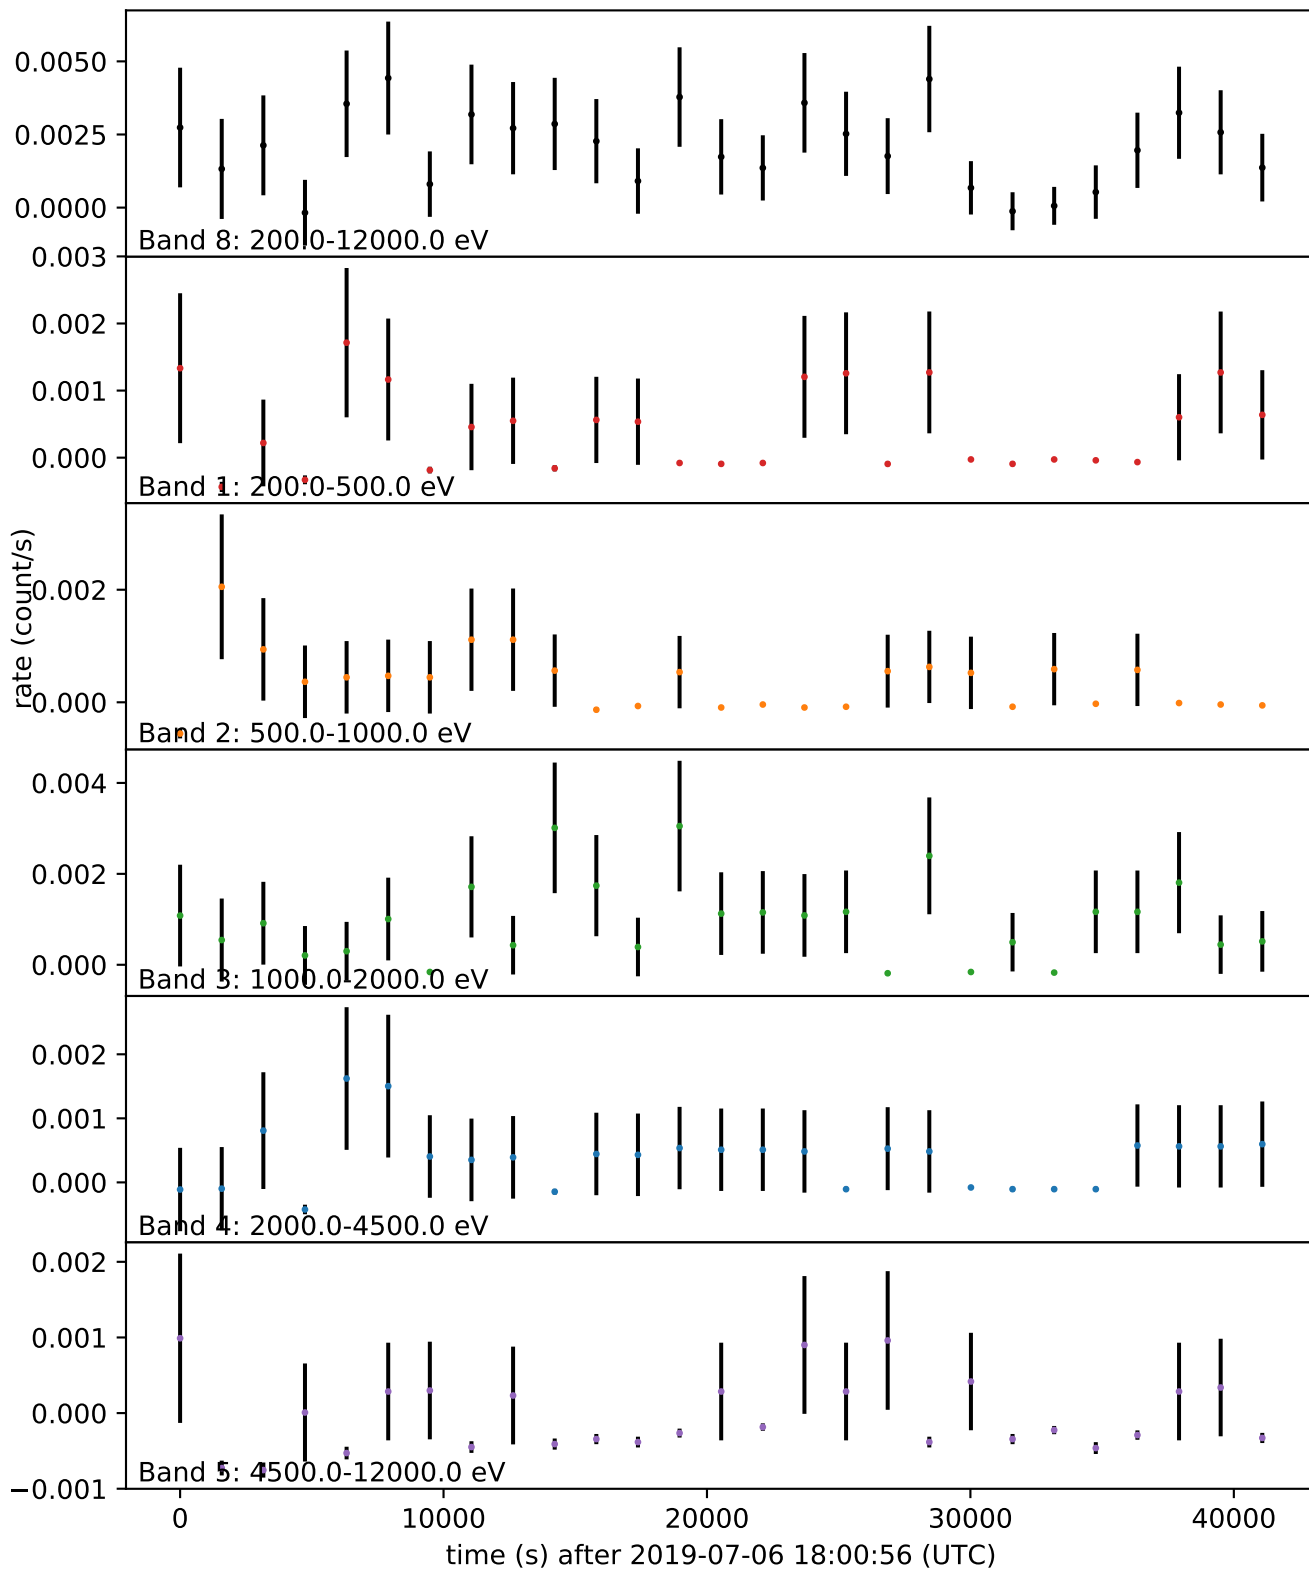 0.0050
0.0025
0.0000
Band 8: 200.0-12000.0 eV
0.003
0.002
0.001
0.000
Band 1: 200.0-500.0 eV
rate (count/s)
0.002
0.000
Band 2: 500.0-1000.0 eV
0.004
0.002
0.000
Band 3: 1000.0-2000.0 eV
0.002
0.001
0.000
Band 4: 2000.0-4500.0 eV
0.002
0.001
0.000
−0.001
Band 5: 4500.0-12000.0 eV
0 10000 20000 30000 40000
time (s) after 2019-07-06 18:00:56 (UTC)